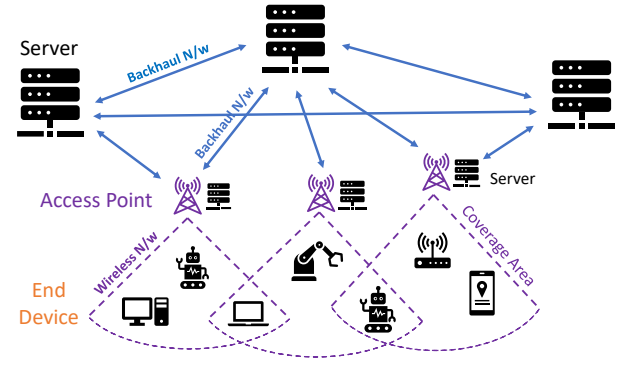 Server
Backhaul N/w
Backhaul N/w
Server
Access Point
Coverage Area
Wireless N/w
End
Device